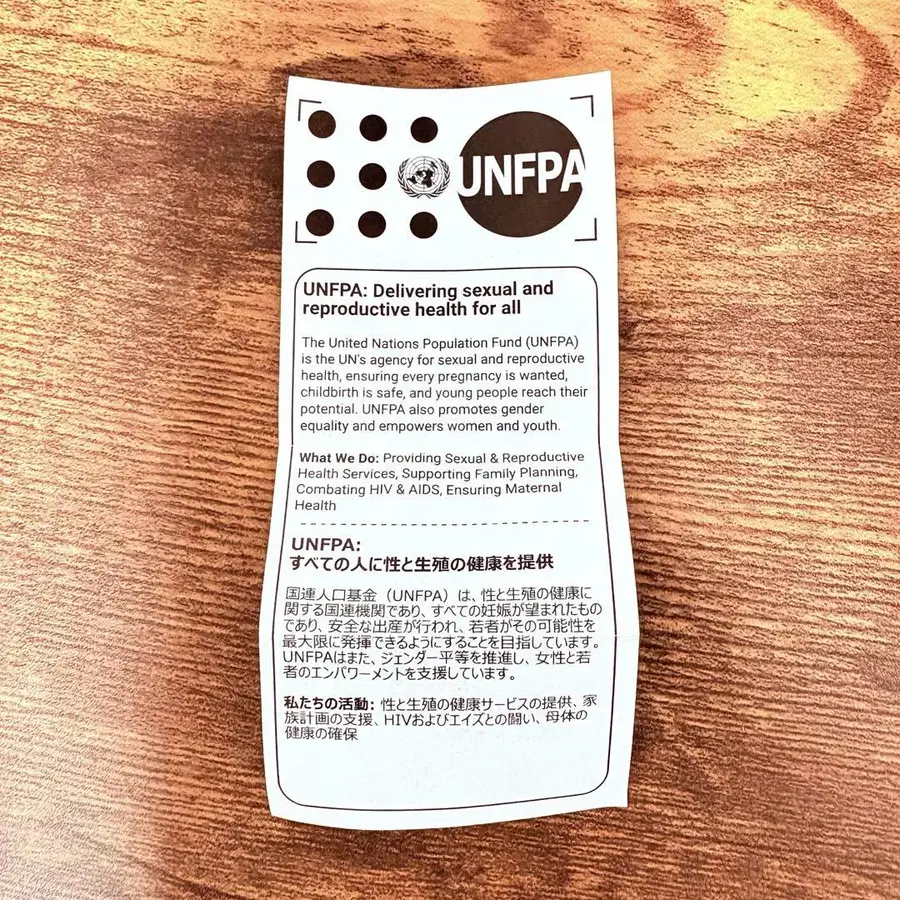 UNFPA
UNFPA: Delivering sexual and
reproductive health for all
The United Nations Population Fund (UNFPA)
is the UN's agency for sexual and reproductive
health, ensuring every pregnancy is wanted,
childbirth is safe, and young people reach their
potential. UNFPA also promotes gender
equality and empowers women and youth.
What We Do: Providing Sexual & Reproductive
Health Services, Supporting Family Planning,
Combating HIV & AIDS, Ensuring Maternal
Health
UNFPA:
すべての人に性と生殖の健康を提供
国連人口基金（UNFPA）は、性と生殖の健康に
関する国連機関であり、すべての妊娠が望まれたもの
であり、安全な出産が行われ、若者がその可能性を
最大限に発揮できるようにすることを目指しています。
UNFPAはまた、ジェンダー平等を推進し、女性と若
者のエンパワーメントを支援しています。
私たちの活動: 性と生殖の健康サービスの提供、家
族計画の支援、HIVおよびエイズとの闘い、母体の
健康の確保